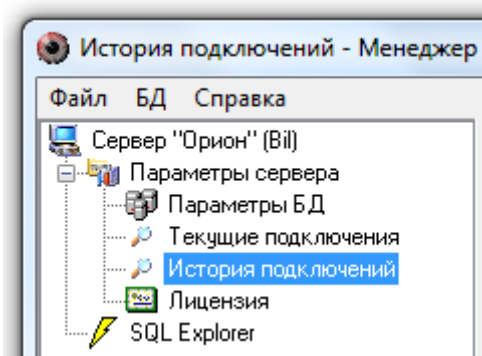 История подключений - Менеджер
Файл БД Справка
Сервер "Орион" (Bil)
Параметры сервера
Параметры БД
Текущие подключения
История подключений
Лицензия
SQL Explorer